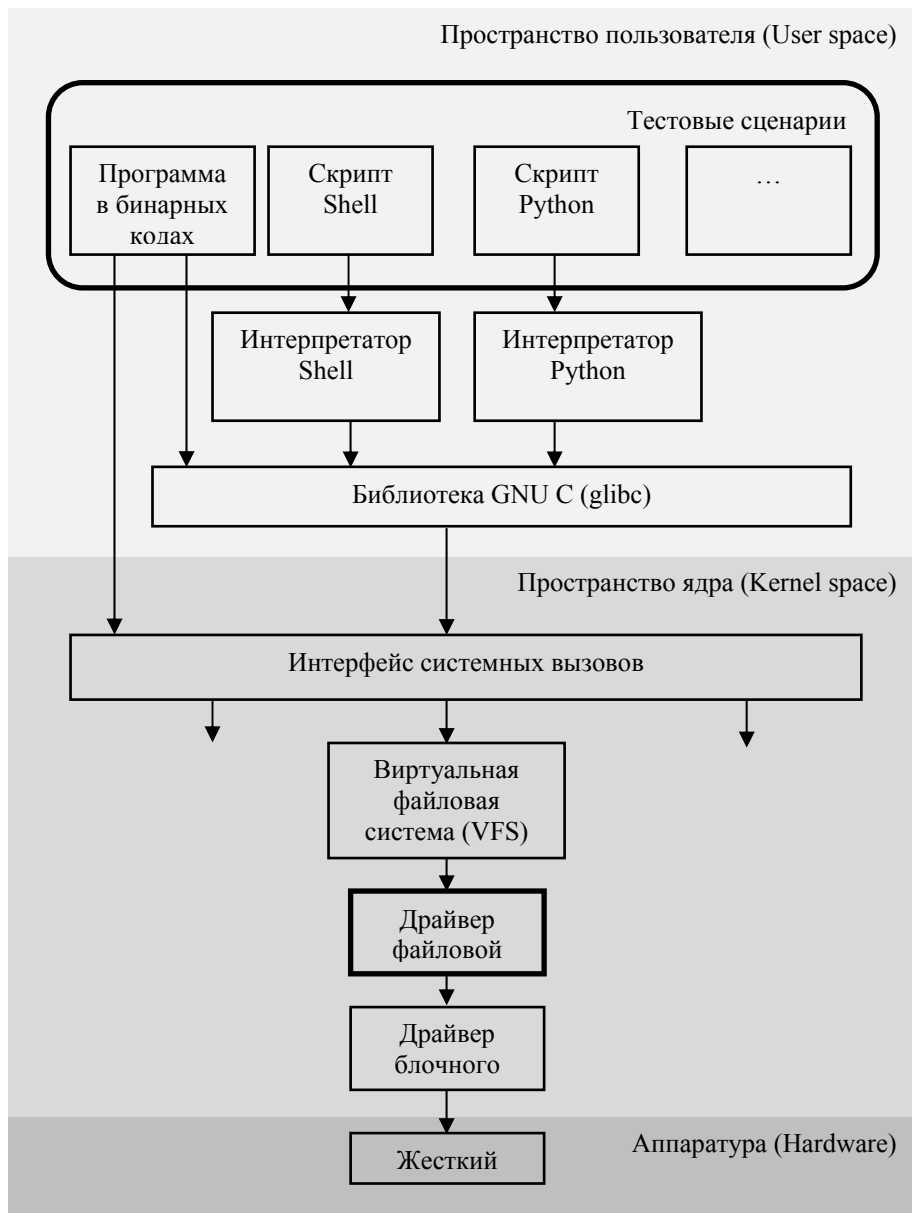 Пространство пользователя (User space)
Тестовые сценарии
Программа
в бинарных
кодах
Скрипт
Shell
Скрипт
Python
…
Интерпретатор
Shell
Интерпретатор
Python
Библиотека GNU C (glibc)
Пространство ядра (Kernel space)
Интерфейс системных вызовов
Виртуальная
файловая
система (VFS)
Драйвер
файловой
Драйвер
блочного
Аппаратура (Hardware)
Жесткий